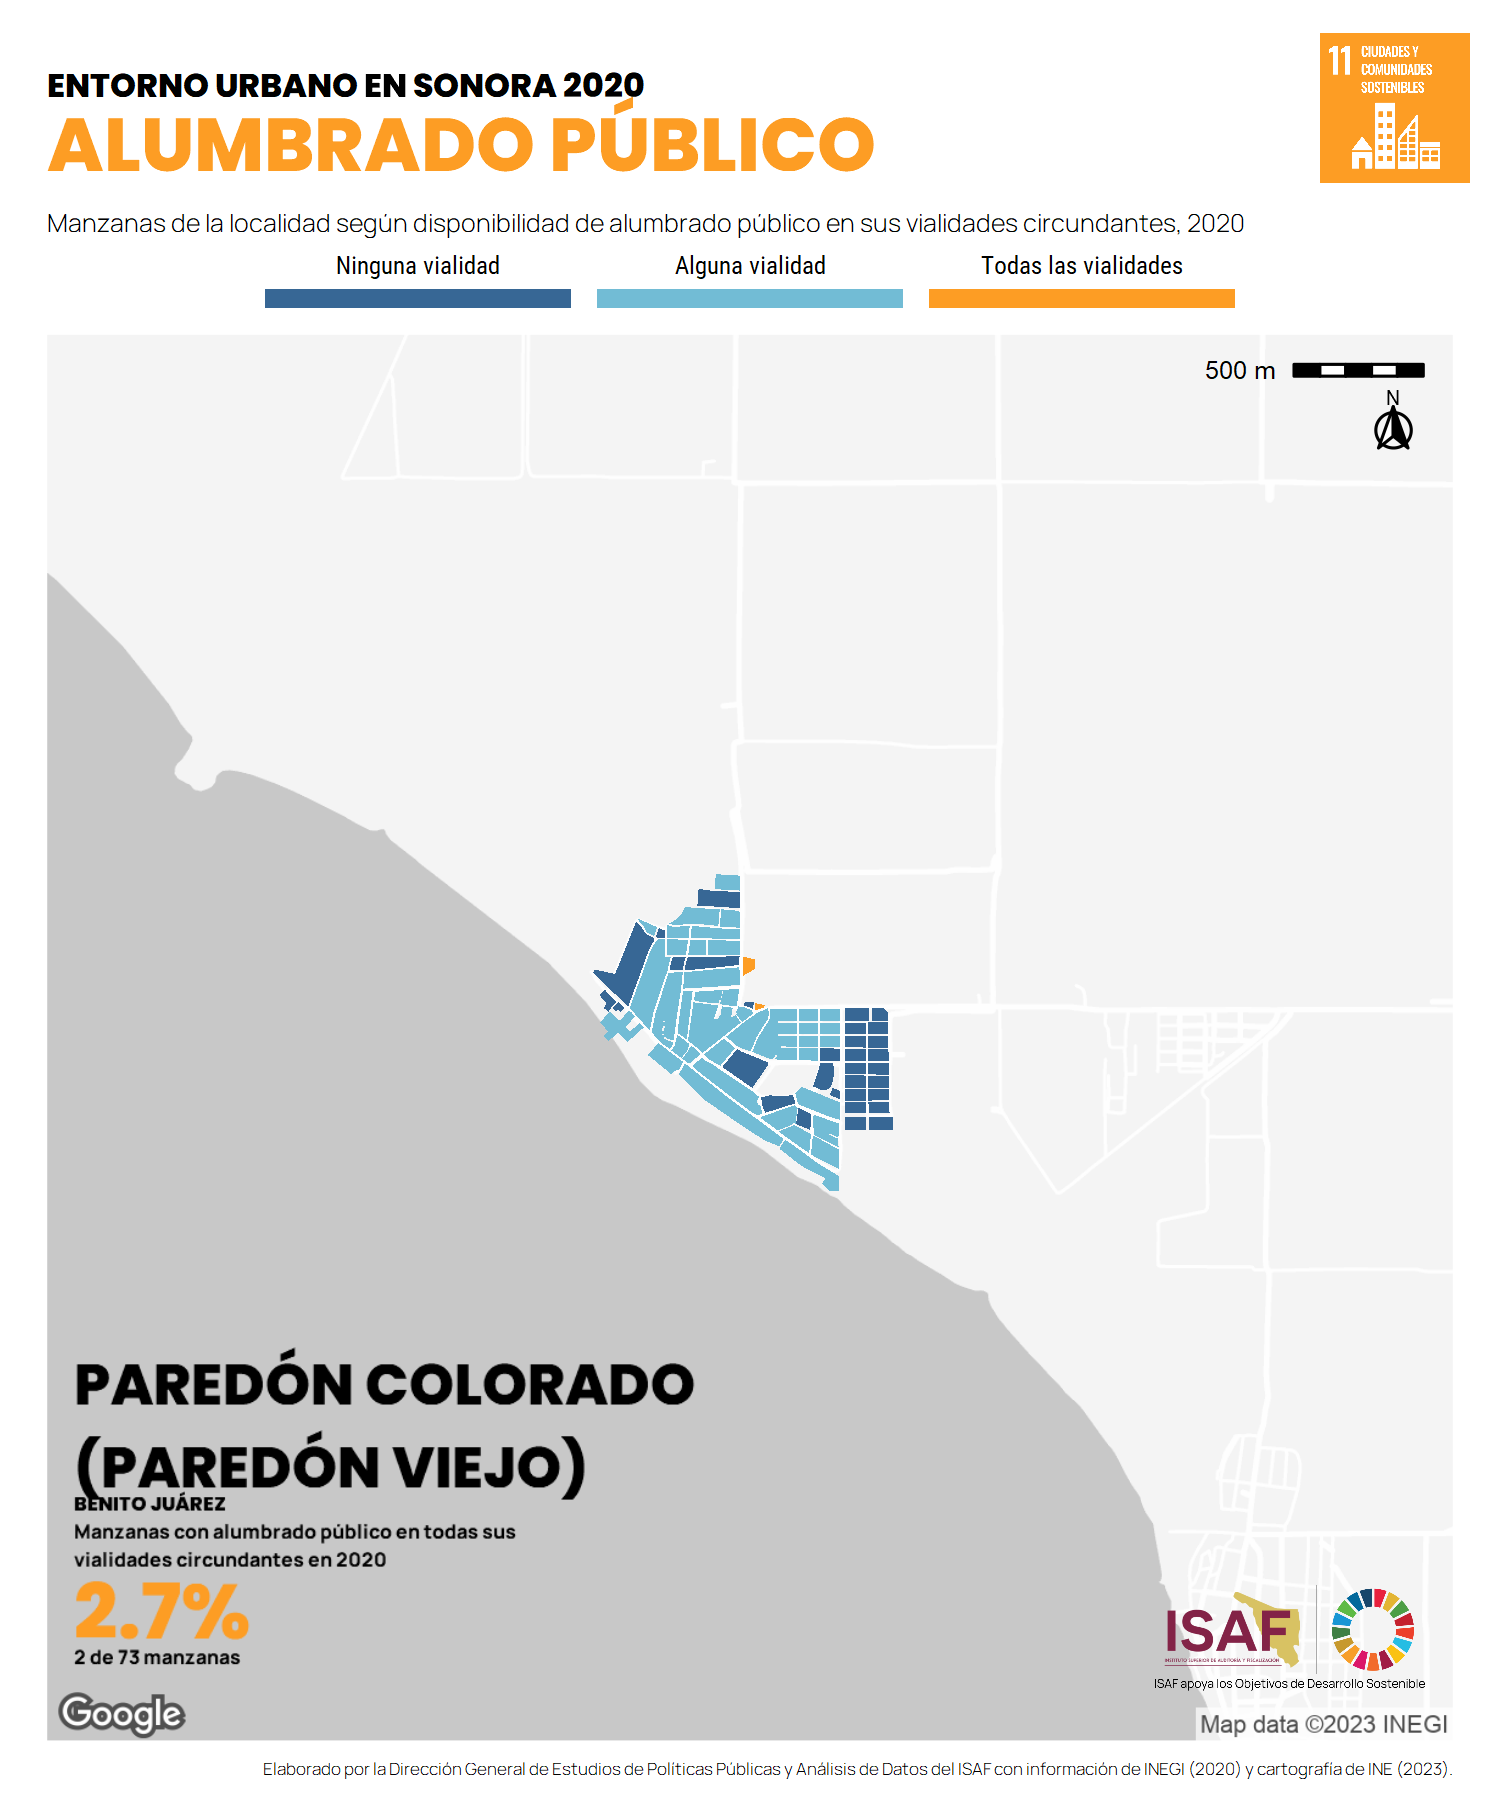 ENTORNO URBANO EN SONORA 2020
ALUMBRADO PÚBLICO
11 CIUDADES Y
COMUNIDADES
SOSTENIBLES
Manzanas de la localidad según disponibilidad de alumbrado público en sus vialidades circundantes, 2020
Ninguna vialidad
Alguna vialidad
Todas las vialidades
500 m
N
PAREDÓN COLORADO
(PAREDÓN VIEJO)
BENITO JUÁREZ
Manzanas con alumbrado público en todas sus
vialidades circundantes en 2020
2.7%
2 de 73 manzanas
ISAF
INSTITUTO SUPERIOR DE AUDITORÍA Y FISCALIZACIÓN
ISAF apoya los Objetivos de Desarrollo Sostenible
Google
Map data ©2023 INEGI
Elaborado por la Dirección General de Estudios de Políticas Públicas y Análisis de Datos del ISAF con información de INEGI (2020) y cartografía de INE (2023).